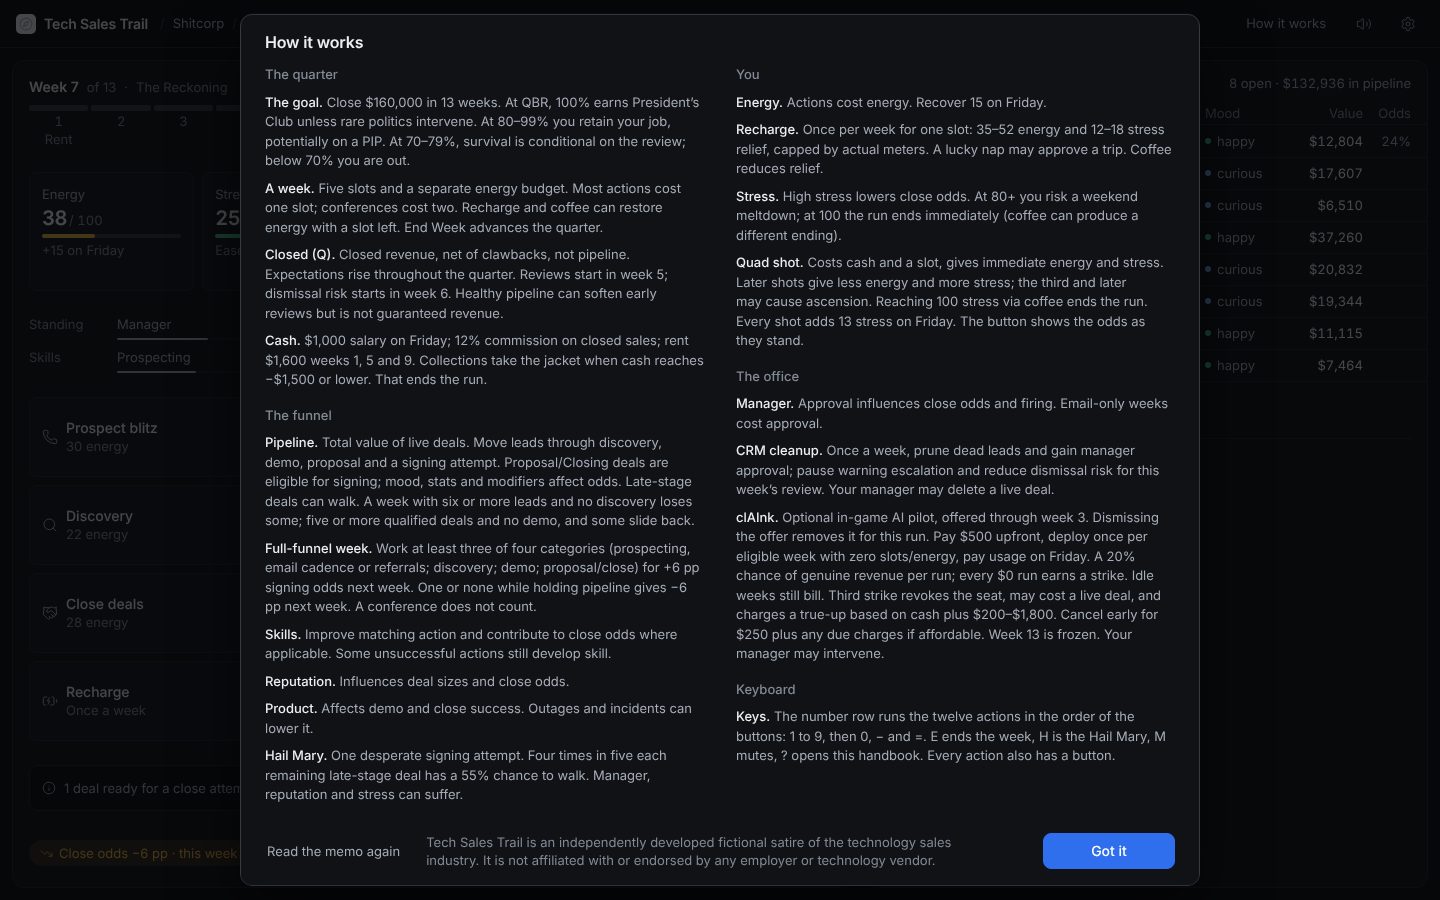 Tech Sales Trail / Shitcorp /
How it works
Week 7 of 13 · The Reckoning
1 2 3
Rent
Energy
38 / 100
+15 on Friday
Stre
25
Ease
Standing Manager
Skills Prospecting
Prospect blitz
30 energy
Discovery
22 energy
Close deals
28 energy
Recharge
Once a week
1 deal ready for a close attem
Close odds −6 pp · this week
How it works
The quarter
The goal. Close $160,000 in 13 weeks. At QBR, 100% earns President’s
Club unless rare politics intervene. At 80–99% you retain your job,
potentially on a PIP. At 70–79%, survival is conditional on the review;
below 70% you are out.
A week. Five slots and a separate energy budget. Most actions cost
one slot; conferences cost two. Recharge and coffee can restore
energy with a slot left. End Week advances the quarter.
Closed (Q). Closed revenue, net of clawbacks, not pipeline.
Expectations rise throughout the quarter. Reviews start in week 5;
dismissal risk starts in week 6. Healthy pipeline can soften early
reviews but is not guaranteed revenue.
Cash. $1,000 salary on Friday; 12% commission on closed sales; rent
$1,600 weeks 1, 5 and 9. Collections take the jacket when cash reaches
−$1,500 or lower. That ends the run.
The funnel
Pipeline. Total value of live deals. Move leads through discovery,
demo, proposal and a signing attempt. Proposal/Closing deals are
eligible for signing; mood, stats and modifiers affect odds. Late-stage
deals can walk. A week with six or more leads and no discovery loses
some; five or more qualified deals and no demo, and some slide back.
Full-funnel week. Work at least three of four categories (prospecting,
email cadence or referrals; discovery; demo; proposal/close) for +6 pp
signing odds next week. One or none while holding pipeline gives −6
pp next week. A conference does not count.
Skills. Improve matching action and contribute to close odds where
applicable. Some unsuccessful actions still develop skill.
Reputation. Influences deal sizes and close odds.
Product. Affects demo and close success. Outages and incidents can
lower it.
Hail Mary. One desperate signing attempt. Four times in five each
remaining late-stage deal has a 55% chance to walk. Manager,
reputation and stress can suffer.
You
Energy. Actions cost energy. Recover 15 on Friday.
Recharge. Once per week for one slot: 35–52 energy and 12–18 stress
relief, capped by actual meters. A lucky nap may approve a trip. Coffee
reduces relief.
Stress. High stress lowers close odds. At 80+ you risk a weekend
meltdown; at 100 the run ends immediately (coffee can produce a
different ending).
Quad shot. Costs cash and a slot, gives immediate energy and stress.
Later shots give less energy and more stress; the third and later
may cause ascension. Reaching 100 stress via coffee ends the run.
Every shot adds 13 stress on Friday. The button shows the odds as
they stand.
The office
Manager. Approval influences close odds and firing. Email-only weeks
cost approval.
CRM cleanup. Once a week, prune dead leads and gain manager
approval; pause warning escalation and reduce dismissal risk for this
week’s review. Your manager may delete a live deal.
clAInk. Optional in-game AI pilot, offered through week 3. Dismissing
the offer removes it for this run. Pay $500 upfront, deploy once per
eligible week with zero slots/energy, pay usage on Friday. A 20%
chance of genuine revenue per run; every $0 run earns a strike. Idle
weeks still bill. Third strike revokes the seat, may cost a live deal, and
charges a true-up based on cash plus $200–$1,800. Cancel early for
$250 plus any due charges if affordable. Week 13 is frozen. Your
manager may intervene.
Keyboard
Keys. The number row runs the twelve actions in the order of the
buttons: 1 to 9, then 0, − and =. E ends the week, H is the Hail Mary, M
mutes, ? opens this handbook. Every action also has a button.
Read the memo again
Tech Sales Trail is an independently developed fictional satire of the technology sales
industry. It is not affiliated with or endorsed by any employer or technology vendor.
Got it
8 open · $132,936 in pipeline
Mood Value Odds
happy $12,804 24%
curious $17,607
curious $6,510
happy $37,260
curious $20,832
curious $19,344
happy $11,115
happy $7,464